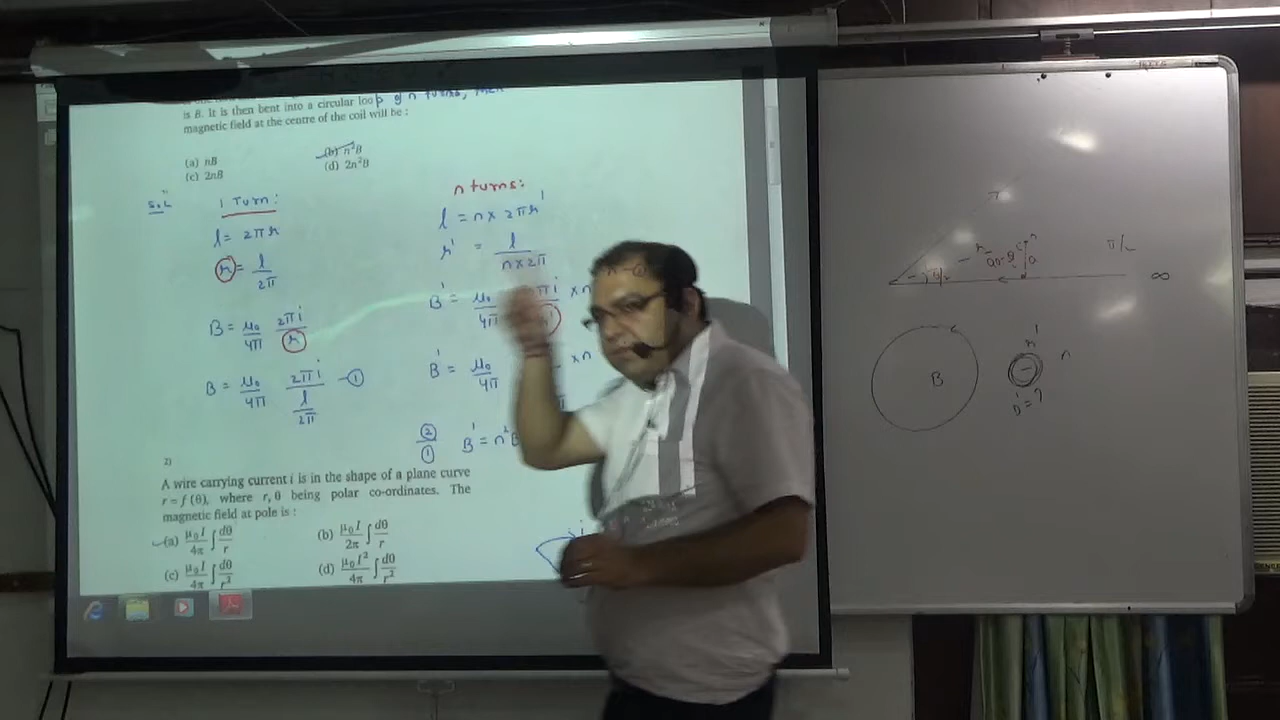 is B. It is then bent into a circular loop of n turns, then
magnetic field at the centre of the coil will be :
(a) nB
(b) n²B
(c) 2nB
(d) 2n²B
Sol
1 Turn:
l = 2πr
r = l/2π
B = μ₀/4π 2πi/r
B = μ₀/4π 2πi/(l/2π) —①
n turns:
l = n × 2πr'
r' = l/(n×2π)
B' = μ₀/4π πi ×n
B' = μ₀/4π ×n
②/① B' = n²B
2)
A wire carrying current i is in the shape of a plane curve
r = f(θ), where r, θ being polar co-ordinates. The
magnetic field at pole is :
(a) μ₀I/4π ∫ dθ/r
(b) μ₀I/2π ∫ dθ/r
(c) μ₀I/4π ∫ dθ/r²
(d) μ₀I²/4π ∫ dθ/r²
i
a
π/2
∞
B
r'
n
B' = ?